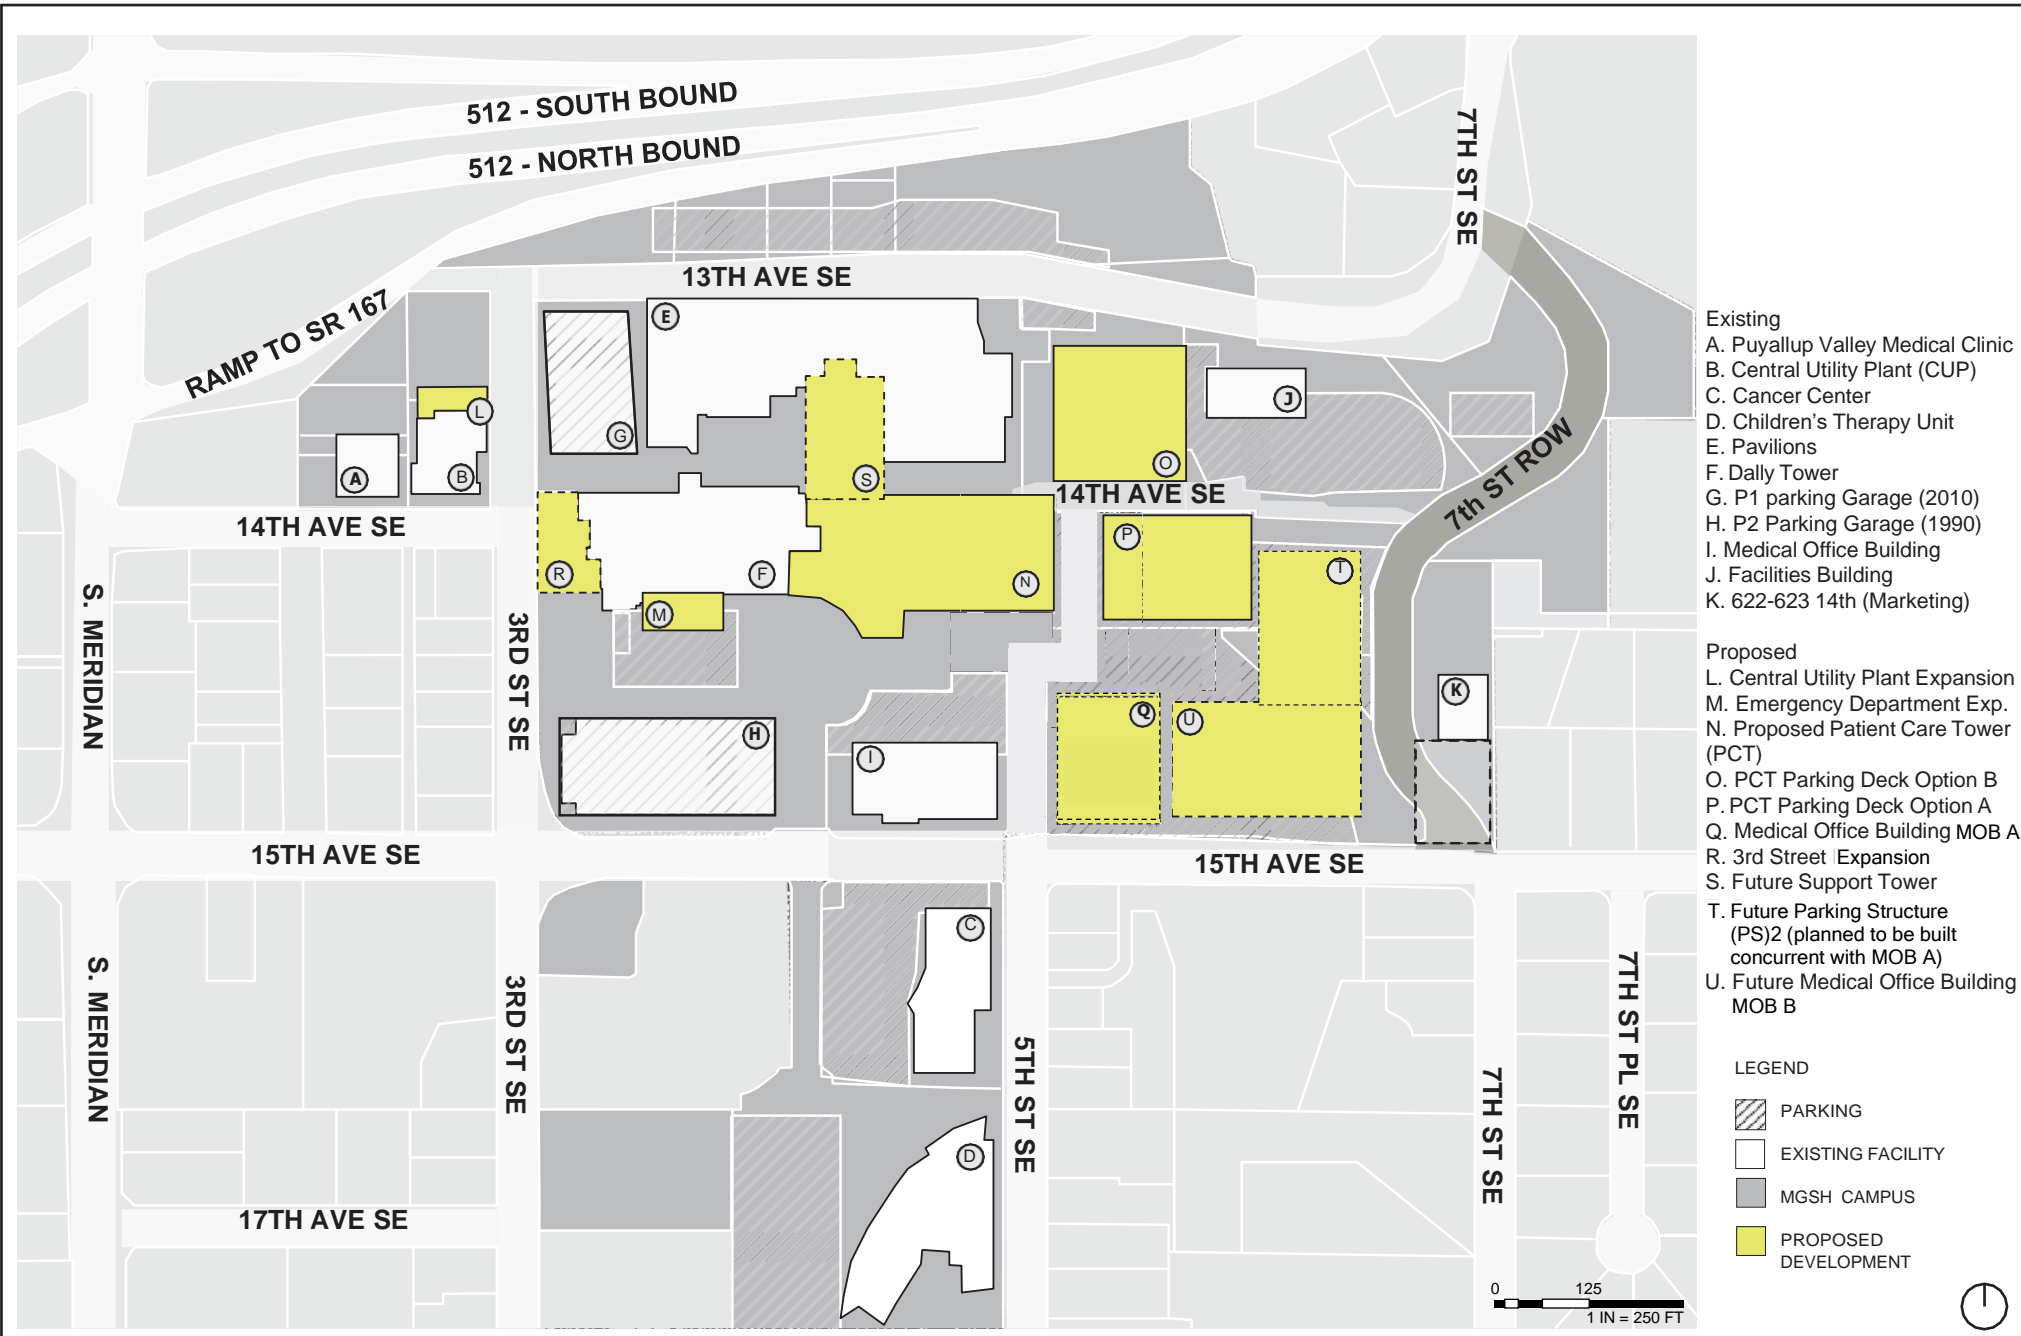 512 - SOUTH BOUND
512 - NORTH BOUND
7TH ST SE
13TH AVE SE
RAMP TO SR 167
E
G
L
A
B
S
J
O
14TH AVE SE
14TH AVE SE
7th ST ROW
R
F
M
N
P
T
S. MERIDIAN
3RD ST SE
K
H
I
Q
U
15TH AVE SE
15TH AVE SE
C
S. MERIDIAN
3RD ST SE
5TH ST SE
7TH ST SE
7TH ST PL SE
D
17TH AVE SE
Existing
A. Puyallup Valley Medical Clinic
B. Central Utility Plant (CUP)
C. Cancer Center
D. Children's Therapy Unit
E. Pavilions
F. Dally Tower
G. P1 parking Garage (2010)
H. P2 Parking Garage (1990)
I. Medical Office Building
J. Facilities Building
K. 622-623 14th (Marketing)
Proposed
L. Central Utility Plant Expansion
M. Emergency Department Exp.
N. Proposed Patient Care Tower
(PCT)
O. PCT Parking Deck Option B
P. PCT Parking Deck Option A
Q. Medical Office Building MOB A
R. 3rd Street Expansion
S. Future Support Tower
T. Future Parking Structure
(PS)2 (planned to be built
concurrent with MOB A)
U. Future Medical Office Building
MOB B
LEGEND
PARKING
EXISTING FACILITY
MGSH CAMPUS
PROPOSED
DEVELOPMENT
0 125
1 IN = 250 FT